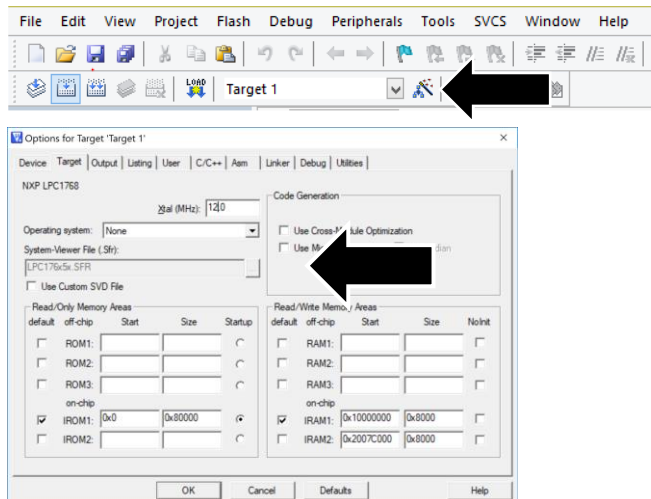 File Edit View Project Flash Debug Peripherals Tools SVCS Window Help
LOAD Target 1
Options for Target 'Target 1'
Device Target Output Listing User C/C++ Asm Linker Debug Utilities
NXP LPC1768
Xtal (MHz): 12.0
Operating system: None
System-Viewer File (.Sfr):
LPC176x5x.SFR
...
Use Custom SVD File
Code Generation
Use Cross-Module Optimization
Read/Only Memory Areas
default off-chip Start Size Startup
ROM1:
ROM2:
ROM3:
on-chip
IROM1: 0x0 0x80000
IROM2:
Read/Write Memory Areas
default off-chip Start Size NoInit
RAM1:
RAM2:
RAM3:
on-chip
IRAM1: 0x10000000 0x8000
IRAM2: 0x2007C000 0x8000
OK Cancel Defaults Help